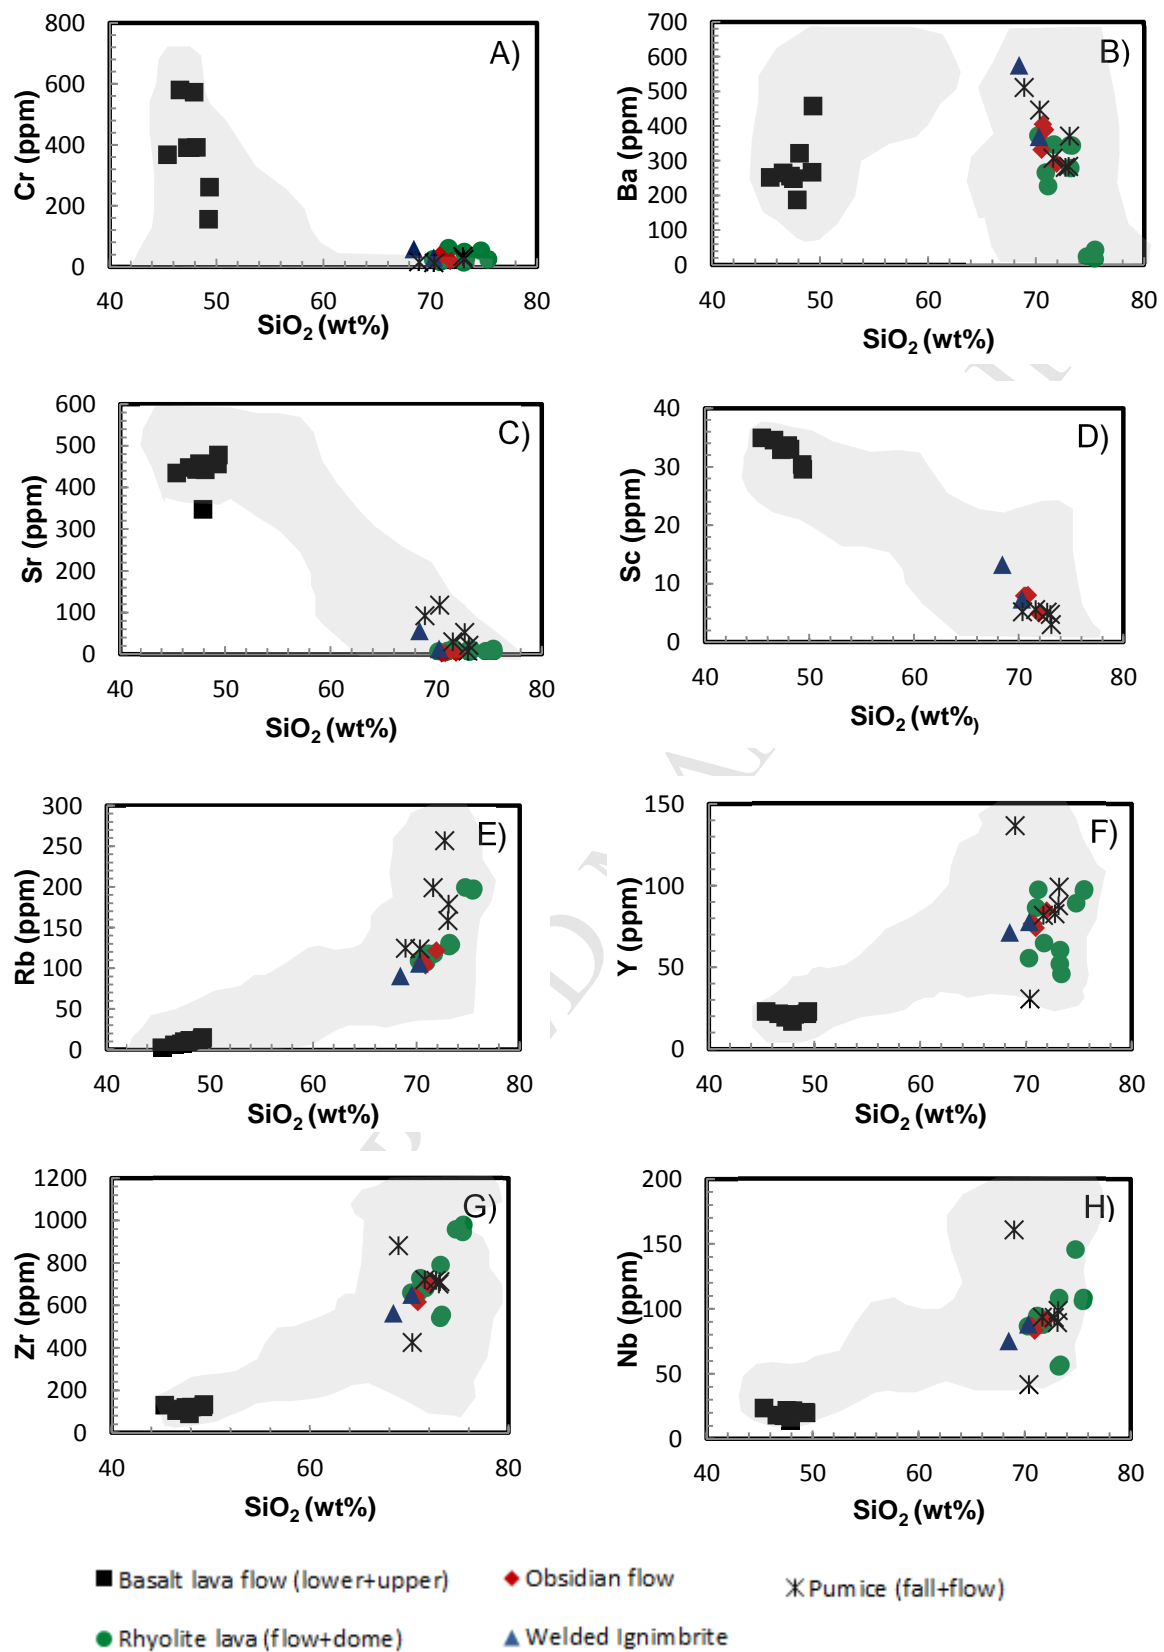 A)
Cr (ppm)
800
600
400
200
0
40 50 60 70 80
SiO2 (wt%)
B)
Ba (ppm)
700
600
500
400
300
200
100
0
40 50 60 70 80
SiO2 (wt%)
C)
Sr (ppm)
600
500
400
300
200
100
0
40 50 60 70 80
SiO2 (wt%)
D)
Sc (ppm)
40
30
20
10
0
40 50 60 70 80
SiO2 (wt%)
E)
Rb (ppm)
300
250
200
150
100
50
0
40 50 60 70 80
SiO2 (wt%)
F)
Y (ppm)
150
100
50
0
40 50 60 70 80
SiO2 (wt%)
G)
Zr (ppm)
1200
1000
800
600
400
200
0
40 50 60 70 80
SiO2 (wt%)
H)
Nb (ppm)
200
150
100
50
0
40 50 60 70 80
SiO2 (wt%)
Basalt lava flow (lower+upper)
Obsidian flow
Pumice (fall+flow)
Rhyolite lava (flow+dome)
Welded Ignimbrite